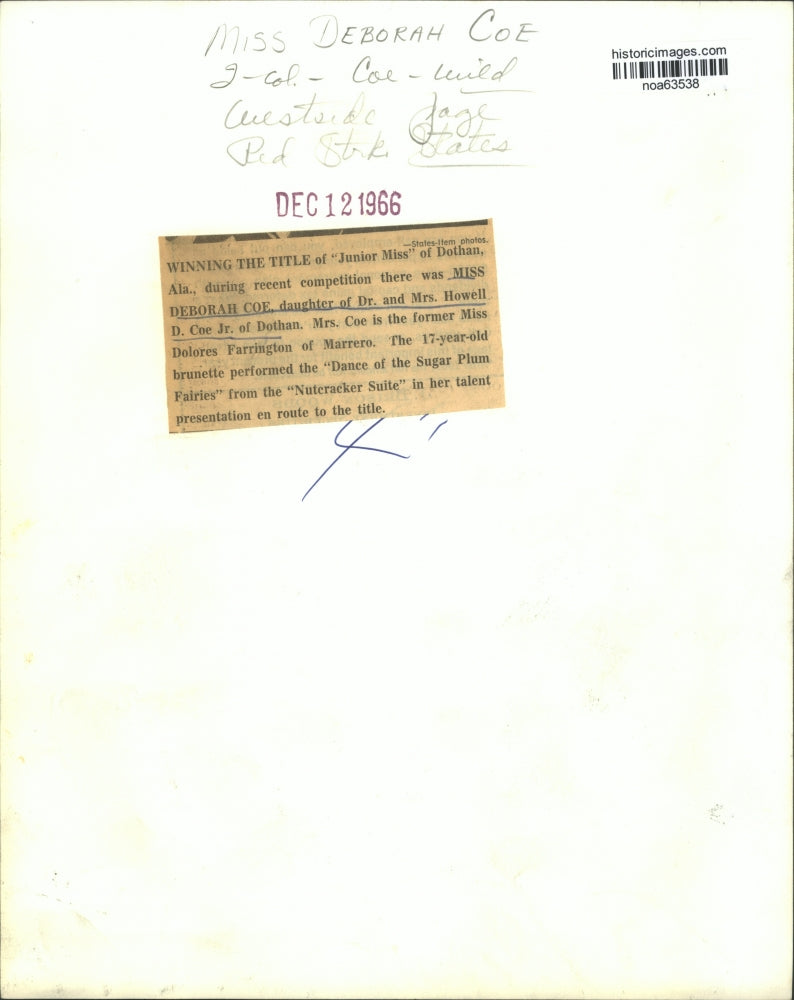 MISS DEBORAH COE
2-col. - Coe - wild
Westside Page
Red Strk States
historicimages.com
noa63538
DEC 12 1966
—States-Item photos.
WINNING THE TITLE of "Junior Miss" of Dothan,
Ala., during recent competition there was MISS
DEBORAH COE, daughter of Dr. and Mrs. Howell
D. Coe Jr. of Dothan. Mrs. Coe is the former Miss
Dolores Farrington of Marrero. The 17-year-old
brunette performed the "Dance of the Sugar Plum
Fairies" from the "Nutcracker Suite" in her talent
presentation en route to the title.